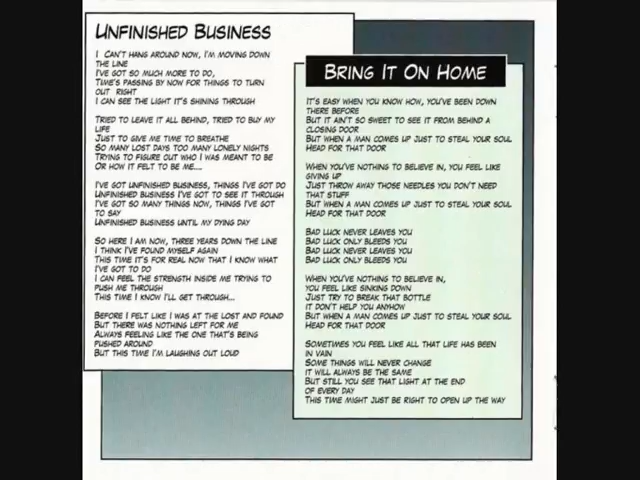 UNFINISHED BUSINESS
I CAN'T HANG AROUND NOW, I'M MOVING DOWN
THE LINE
I'VE GOT SO MUCH MORE TO DO,
TIME'S PASSING BY NOW FOR THINGS TO TURN
OUT RIGHT
I CAN SEE THE LIGHT IT'S SHINING THROUGH
TRIED TO LEAVE IT ALL BEHIND, TRIED TO BUY MY
LIFE
JUST TO GIVE ME TIME TO BREATHE
SO MANY LOST DAYS TOO MANY LONELY NIGHTS
TRYING TO FIGURE OUT WHO I WAS MEANT TO BE
OR HOW IT FELT TO BE ME....
I'VE GOT UNFINISHED BUSINESS, THINGS I'VE GOT DO
UNFINISHED BUSINESS I'VE GOT TO SEE IT THROUGH
I'VE GOT SO MANY THINGS NOW, THINGS I'VE GOT
TO SAY
UNFINISHED BUSINESS UNTIL MY DYING DAY
SO HERE I AM NOW, THREE YEARS DOWN THE LINE
I THINK I'VE FOUND MYSELF AGAIN
THIS TIME IT'S FOR REAL NOW THAT I KNOW WHAT
I'VE GOT TO DO
I CAN FEEL THE STRENGTH INSIDE ME TRYING TO
PUSH ME THROUGH
THIS TIME I KNOW I'LL GET THROUGH...
BEFORE I FELT LIKE I WAS AT THE LOST AND FOUND
BUT THERE WAS NOTHING LEFT FOR ME
ALWAYS FEELING LIKE THE ONE THAT'S BEING
PUSHED AROUND
BUT THIS TIME I'M LAUGHING OUT LOUD
BRING IT ON HOME
IT'S EASY WHEN YOU KNOW HOW, YOU'VE BEEN DOWN
THERE BEFORE
BUT IT AIN'T SO SWEET TO SEE IT FROM BEHIND A
CLOSING DOOR
BUT WHEN A MAN COMES UP JUST TO STEAL YOUR SOUL
HEAD FOR THAT DOOR
WHEN YOU'VE NOTHING TO BELIEVE IN, YOU FEEL LIKE
GIVING UP
JUST THROW AWAY THOSE NEEDLES YOU DON'T NEED
THAT STUFF
BUT WHEN A MAN COMES UP JUST TO STEAL YOUR SOUL
HEAD FOR THAT DOOR
BAD LUCK NEVER LEAVES YOU
BAD LUCK ONLY BLEEDS YOU
BAD LUCK NEVER LEAVES YOU
BAD LUCK ONLY BLEEDS YOU
WHEN YOU'VE NOTHING TO BELIEVE IN,
YOU FEEL LIKE SINKING DOWN
JUST TRY TO BREAK THAT BOTTLE
IT DON'T HELP YOU ANYHOW
BUT WHEN A MAN COMES UP JUST TO STEAL YOUR SOUL
HEAD FOR THAT DOOR
SOMETIMES YOU FEEL LIKE ALL THAT LIFE HAS BEEN
IN VAIN
SOME THINGS WILL NEVER CHANGE
IT WILL ALWAYS BE THE SAME
BUT STILL YOU SEE THAT LIGHT AT THE END
OF EVERY DAY
THIS TIME MIGHT JUST BE RIGHT TO OPEN UP THE WAY